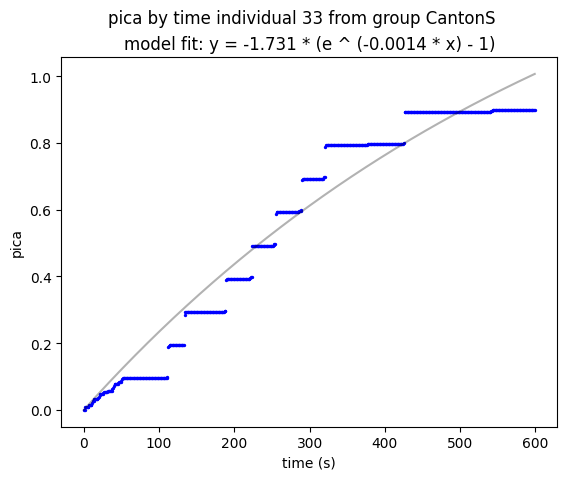 pica by time individual 33 from group CantonS
model fit: y = -1.731 * (e ^ (-0.0014 * x) - 1)
1.0
0.8
0.6
0.4
0.2
0.0
pica
0 100 200 300 400 500 600
time (s)